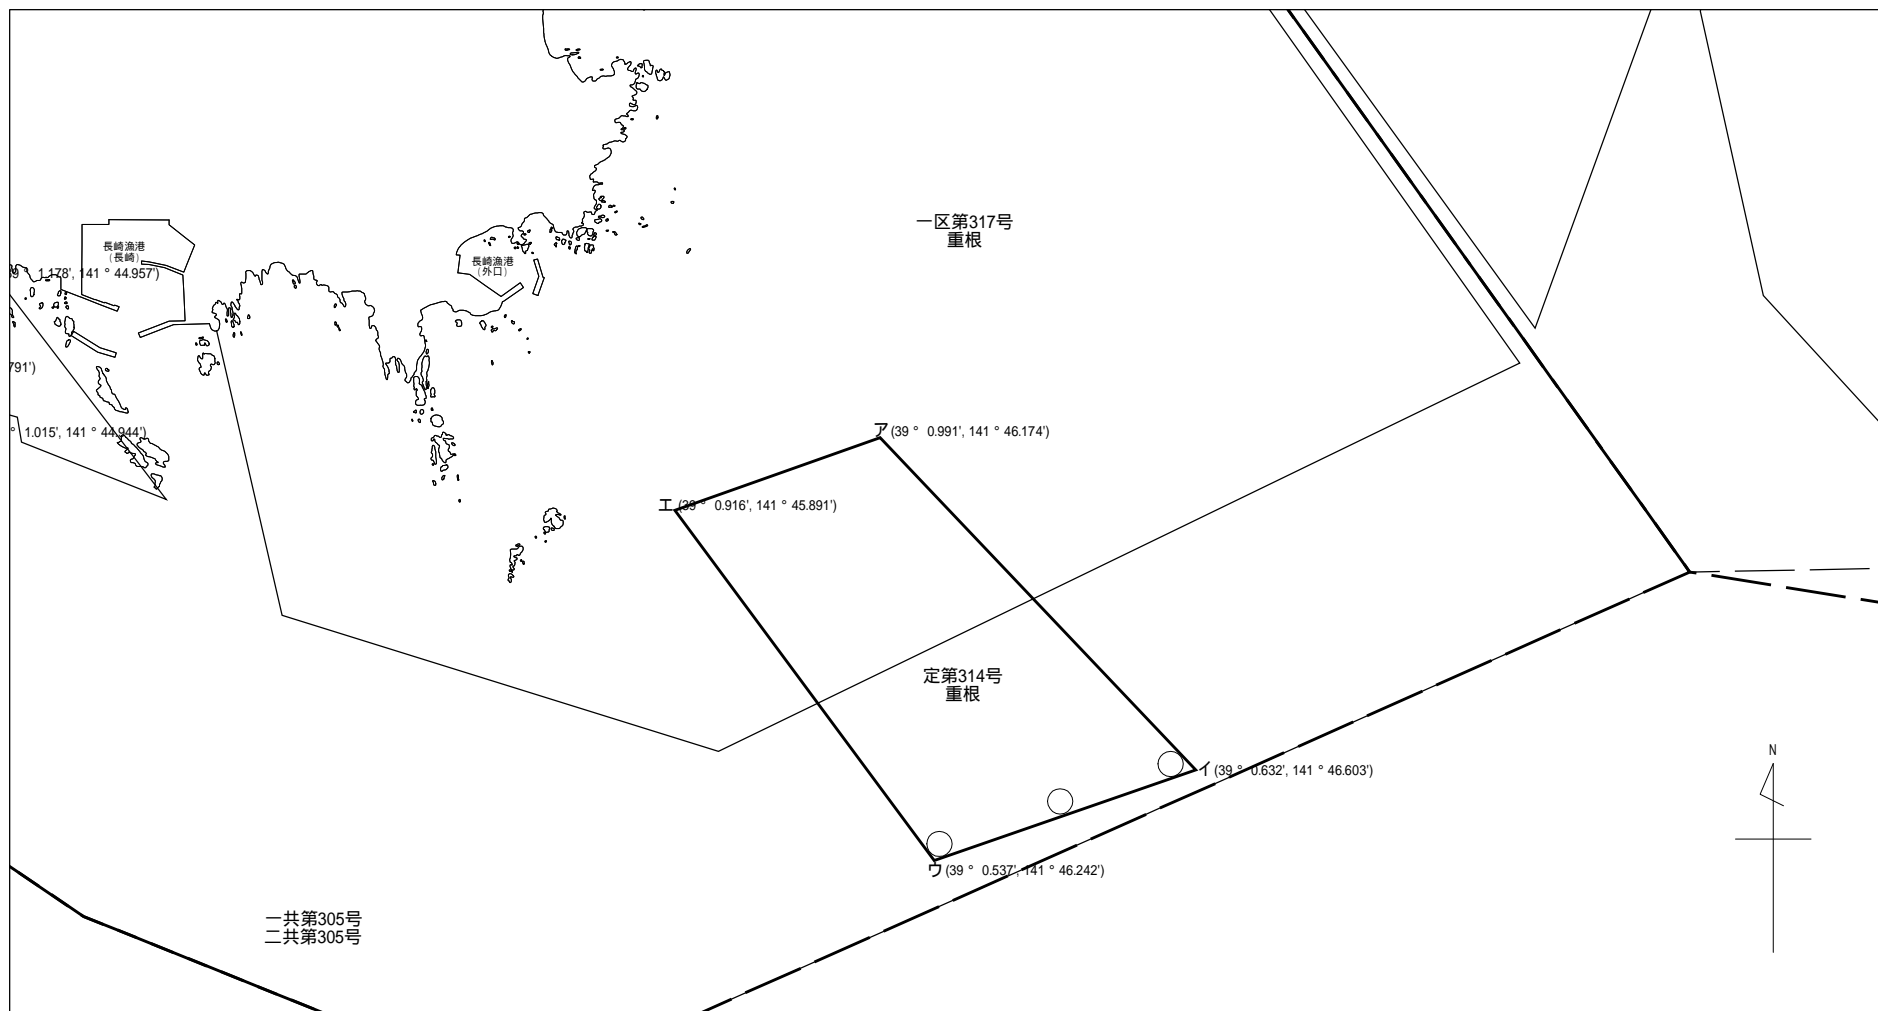 一区第317号
重根
長崎漁港
(長崎)
長崎漁港
(外口)
39 ° 1.178', 141 ° 44.957')
791')
° 1.015', 141 ° 44.944')
ア (39 ° 0.991', 141 ° 46.174')
エ (39 ° 0.916', 141 ° 45.891')
定第314号
重根
N
イ (39 ° 0.632', 141 ° 46.603')
ウ (39 ° 0.537', 141 ° 46.242')
一共第305号
二共第305号